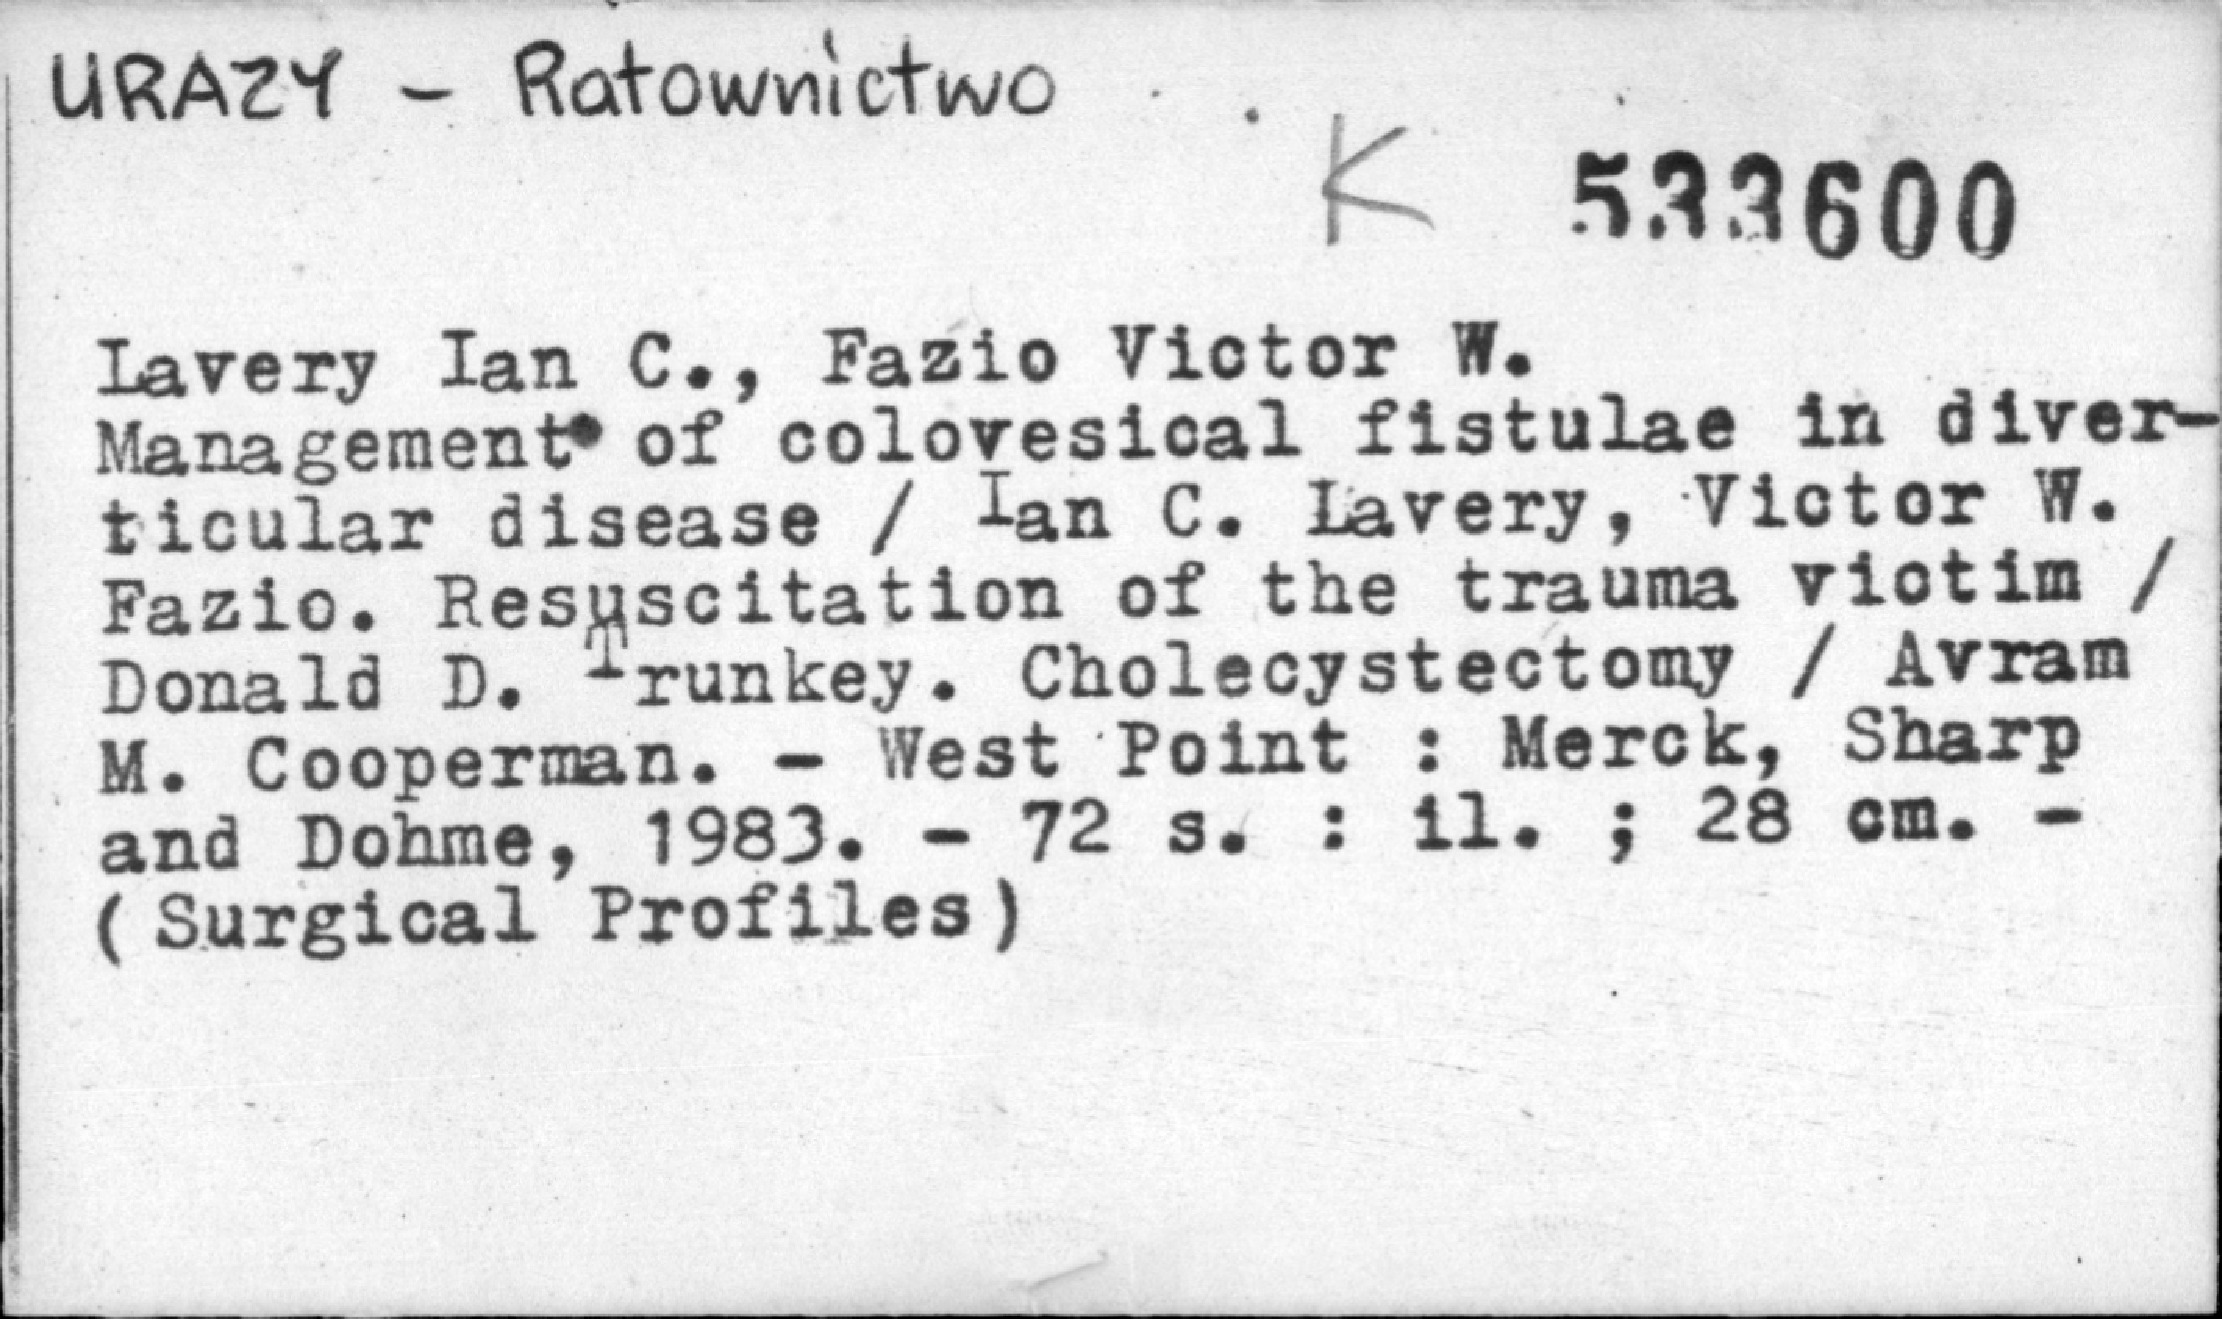 URAZY - Ratownictwo
K 533600
Lavery Ian C., Fazio Victor W.
Management of colovesical fistulae in diver-
ticular disease / Ian C. Lavery, Victor W.
Fazio. Resuscitation of the trauma victim /
Donald D. Trunkey. Cholecystectomy / Avram
M. Cooperman. - West Point : Merck, Sharp
and Dohme, 1983. - 72 s. : il. ; 28 cm. -
(Surgical Profiles)